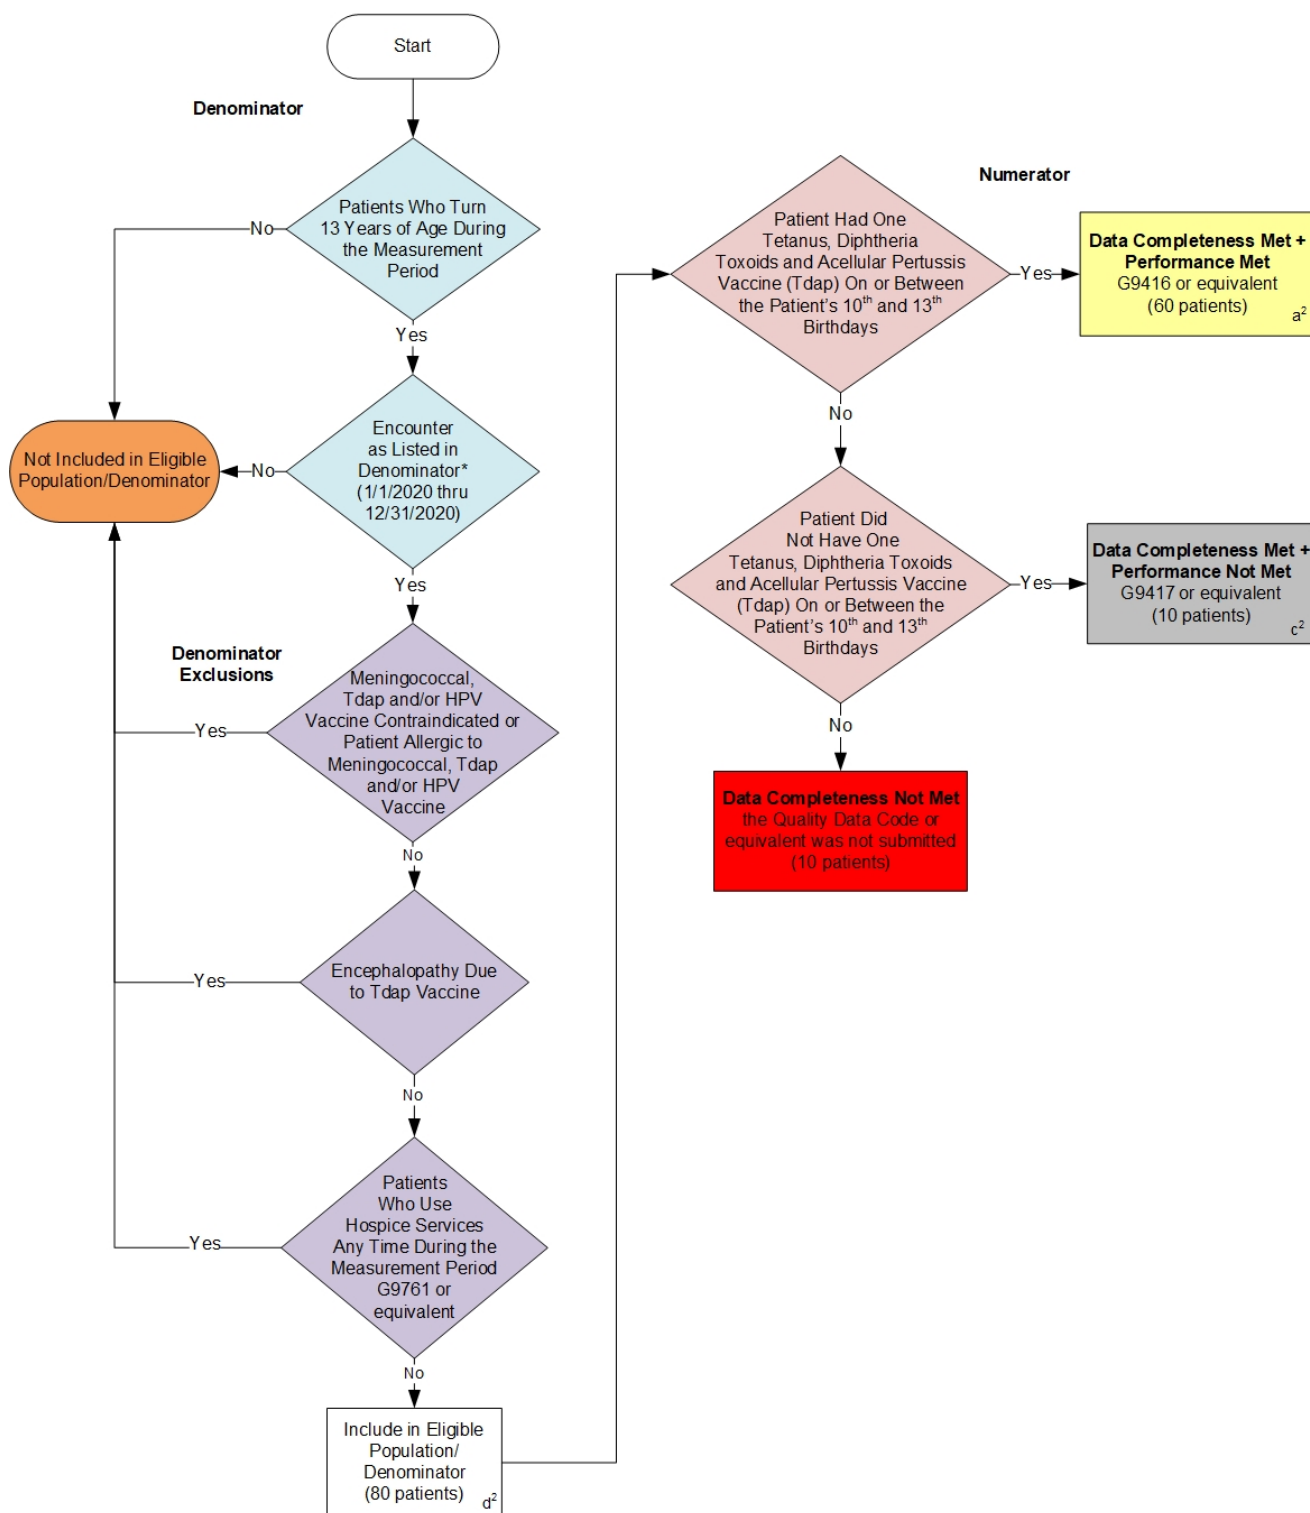 Start
Denominator
Patients Who Turn
13 Years of Age During
the Measurement
Period
No
Yes
Encounter
as Listed in
Denominator*
(1/1/2020 thru
12/31/2020)
No
Not Included in Eligible
Population/Denominator
Yes
Denominator
Exclusions
Meningococcal,
Tdap and/or HPV
Vaccine Contraindicated or
Patient Allergic to
Meningococcal, Tdap
and/or HPV
Vaccine
Yes
No
Encephalopathy Due
to Tdap Vaccine
Yes
No
Patients
Who Use
Hospice Services
Any Time During the
Measurement Period
G9761 or
equivalent
Yes
No
Include in Eligible
Population/
Denominator
(80 patients)
d²
Numerator
Patient Had One
Tetanus, Diphtheria
Toxoids and Acellular Pertussis
Vaccine (Tdap) On or Between
the Patient's 10th and 13th
Birthdays
Yes
Data Completeness Met +
Performance Met
G9416 or equivalent
(60 patients)
a²
No
Patient Did
Not Have One
Tetanus, Diphtheria Toxoids
and Acellular Pertussis Vaccine
(Tdap) On or Between the
Patient's 10th and 13th
Birthdays
Yes
Data Completeness Met +
Performance Not Met
G9417 or equivalent
(10 patients)
c²
No
Data Completeness Not Met
the Quality Data Code or
equivalent was not submitted
(10 patients)